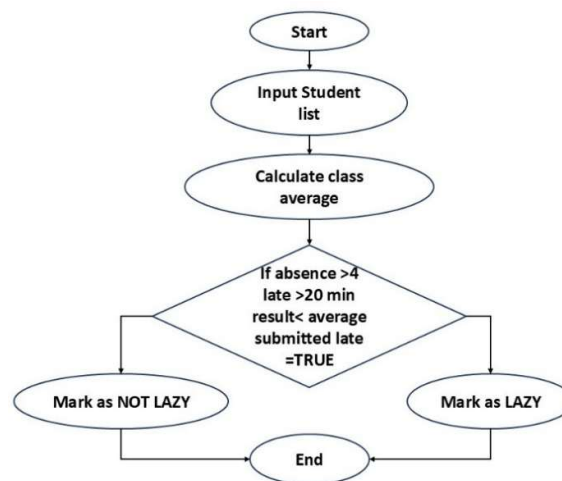 Start
Input Student
list
Calculate class
average
If absence >4
late >20 min
result< average
submitted late
=TRUE
Mark as NOT LAZY
Mark as LAZY
End